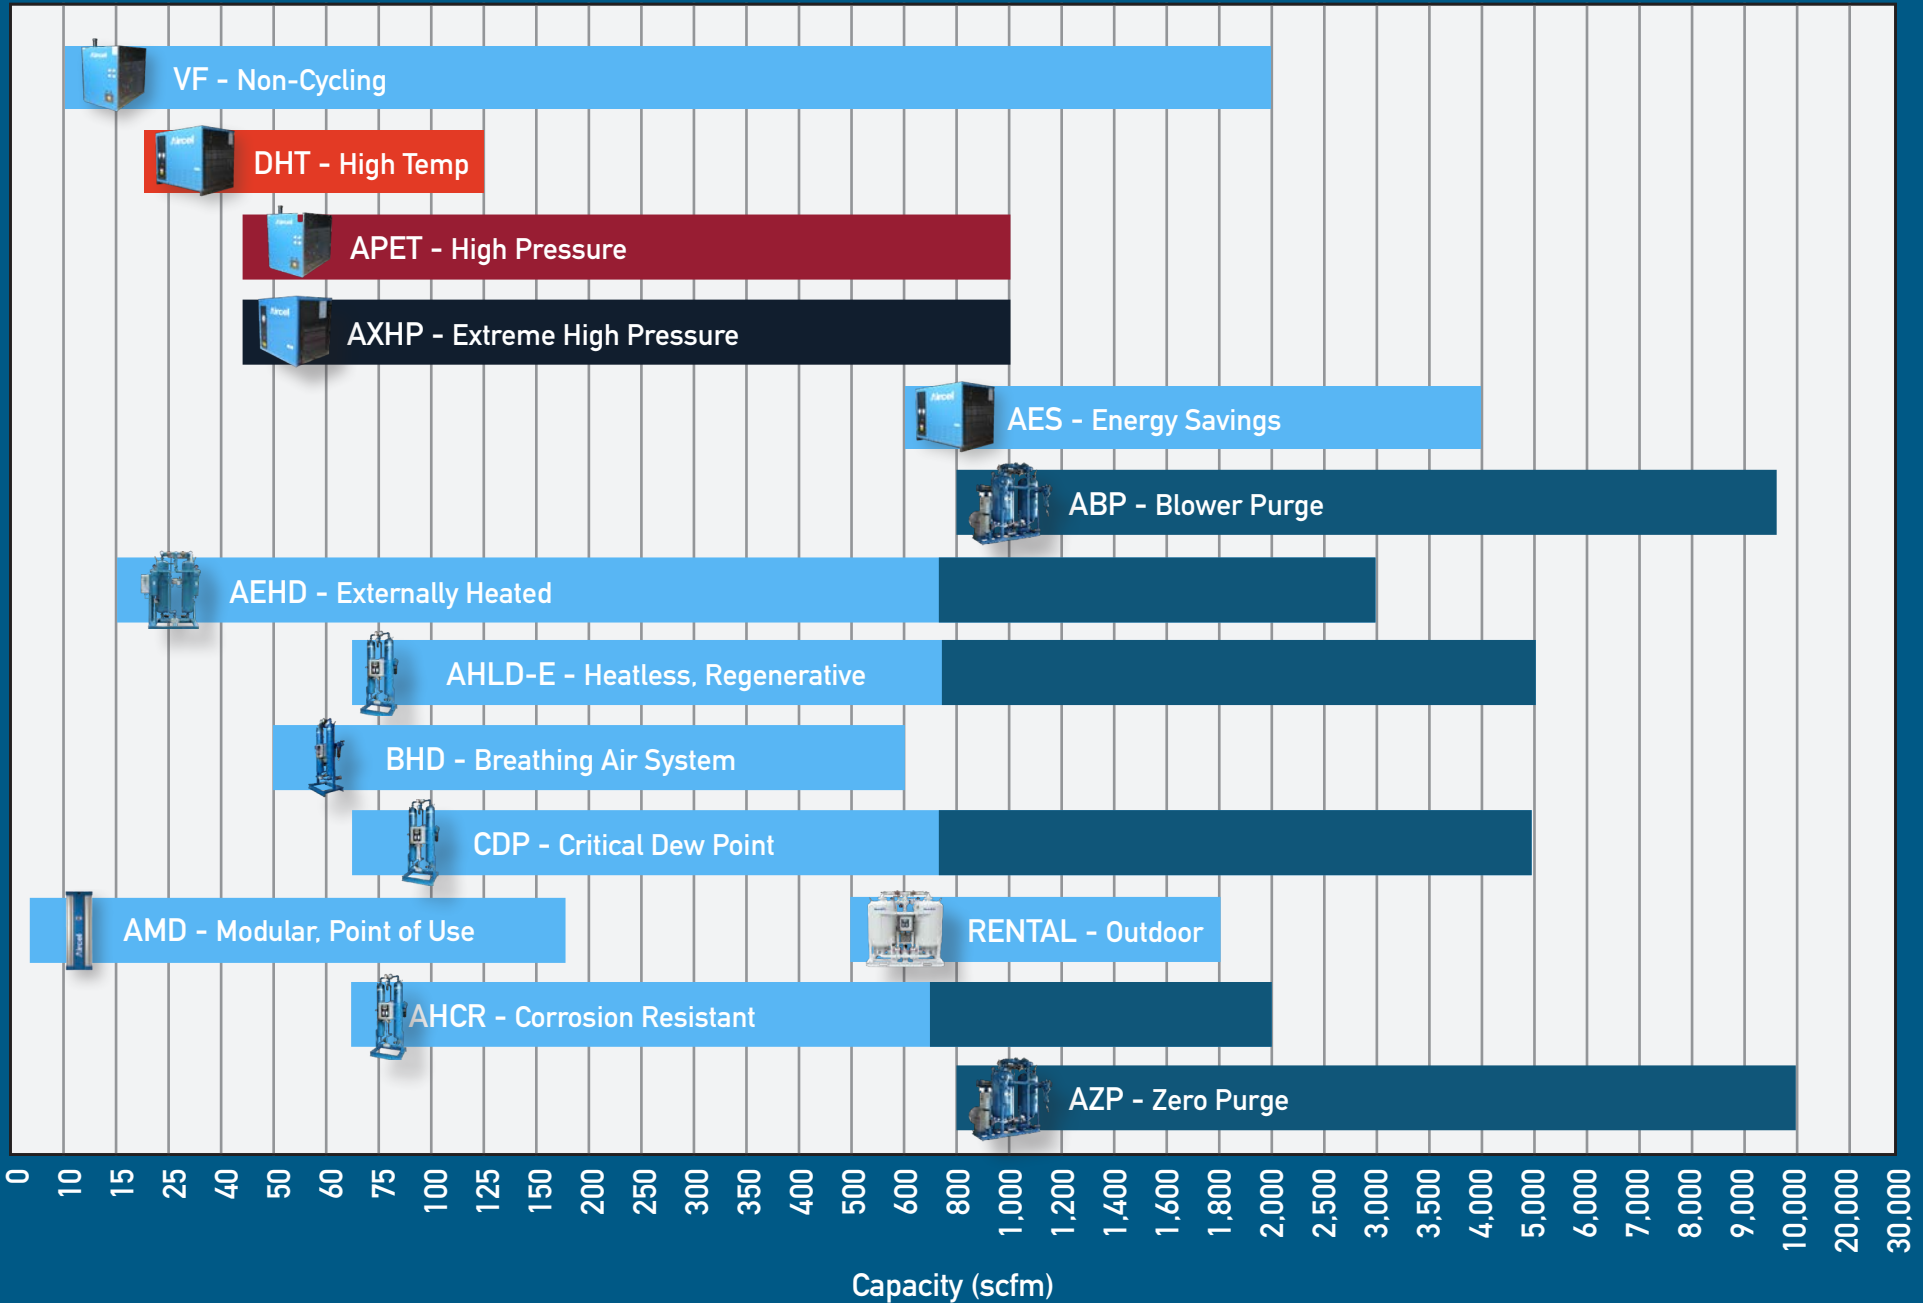 VF - Non-Cycling
Aircel
DHT - High Temp
APET - High Pressure
Aircel
AXHP - Extreme High Pressure
Aircel
AES - Energy Savings
ABP - Blower Purge
AEHD - Externally Heated
AHLD-E - Heatless, Regenerative
BHD - Breathing Air System
CDP - Critical Dew Point
Aircel
AMD - Modular, Point of Use
RENTAL - Outdoor
AHCR - Corrosion Resistant
AZP - Zero Purge
0 10 15 25 40 50 60 75 100 125 150 200 250 300 350 400 500 600 800 1,000 1,200 1,400 1,600 1,800 2,000 2,500 3,000 3,500 4,000 5,000 6,000 7,000 8,000 9,000 10,000 20,000 30,000
Capacity (scfm)